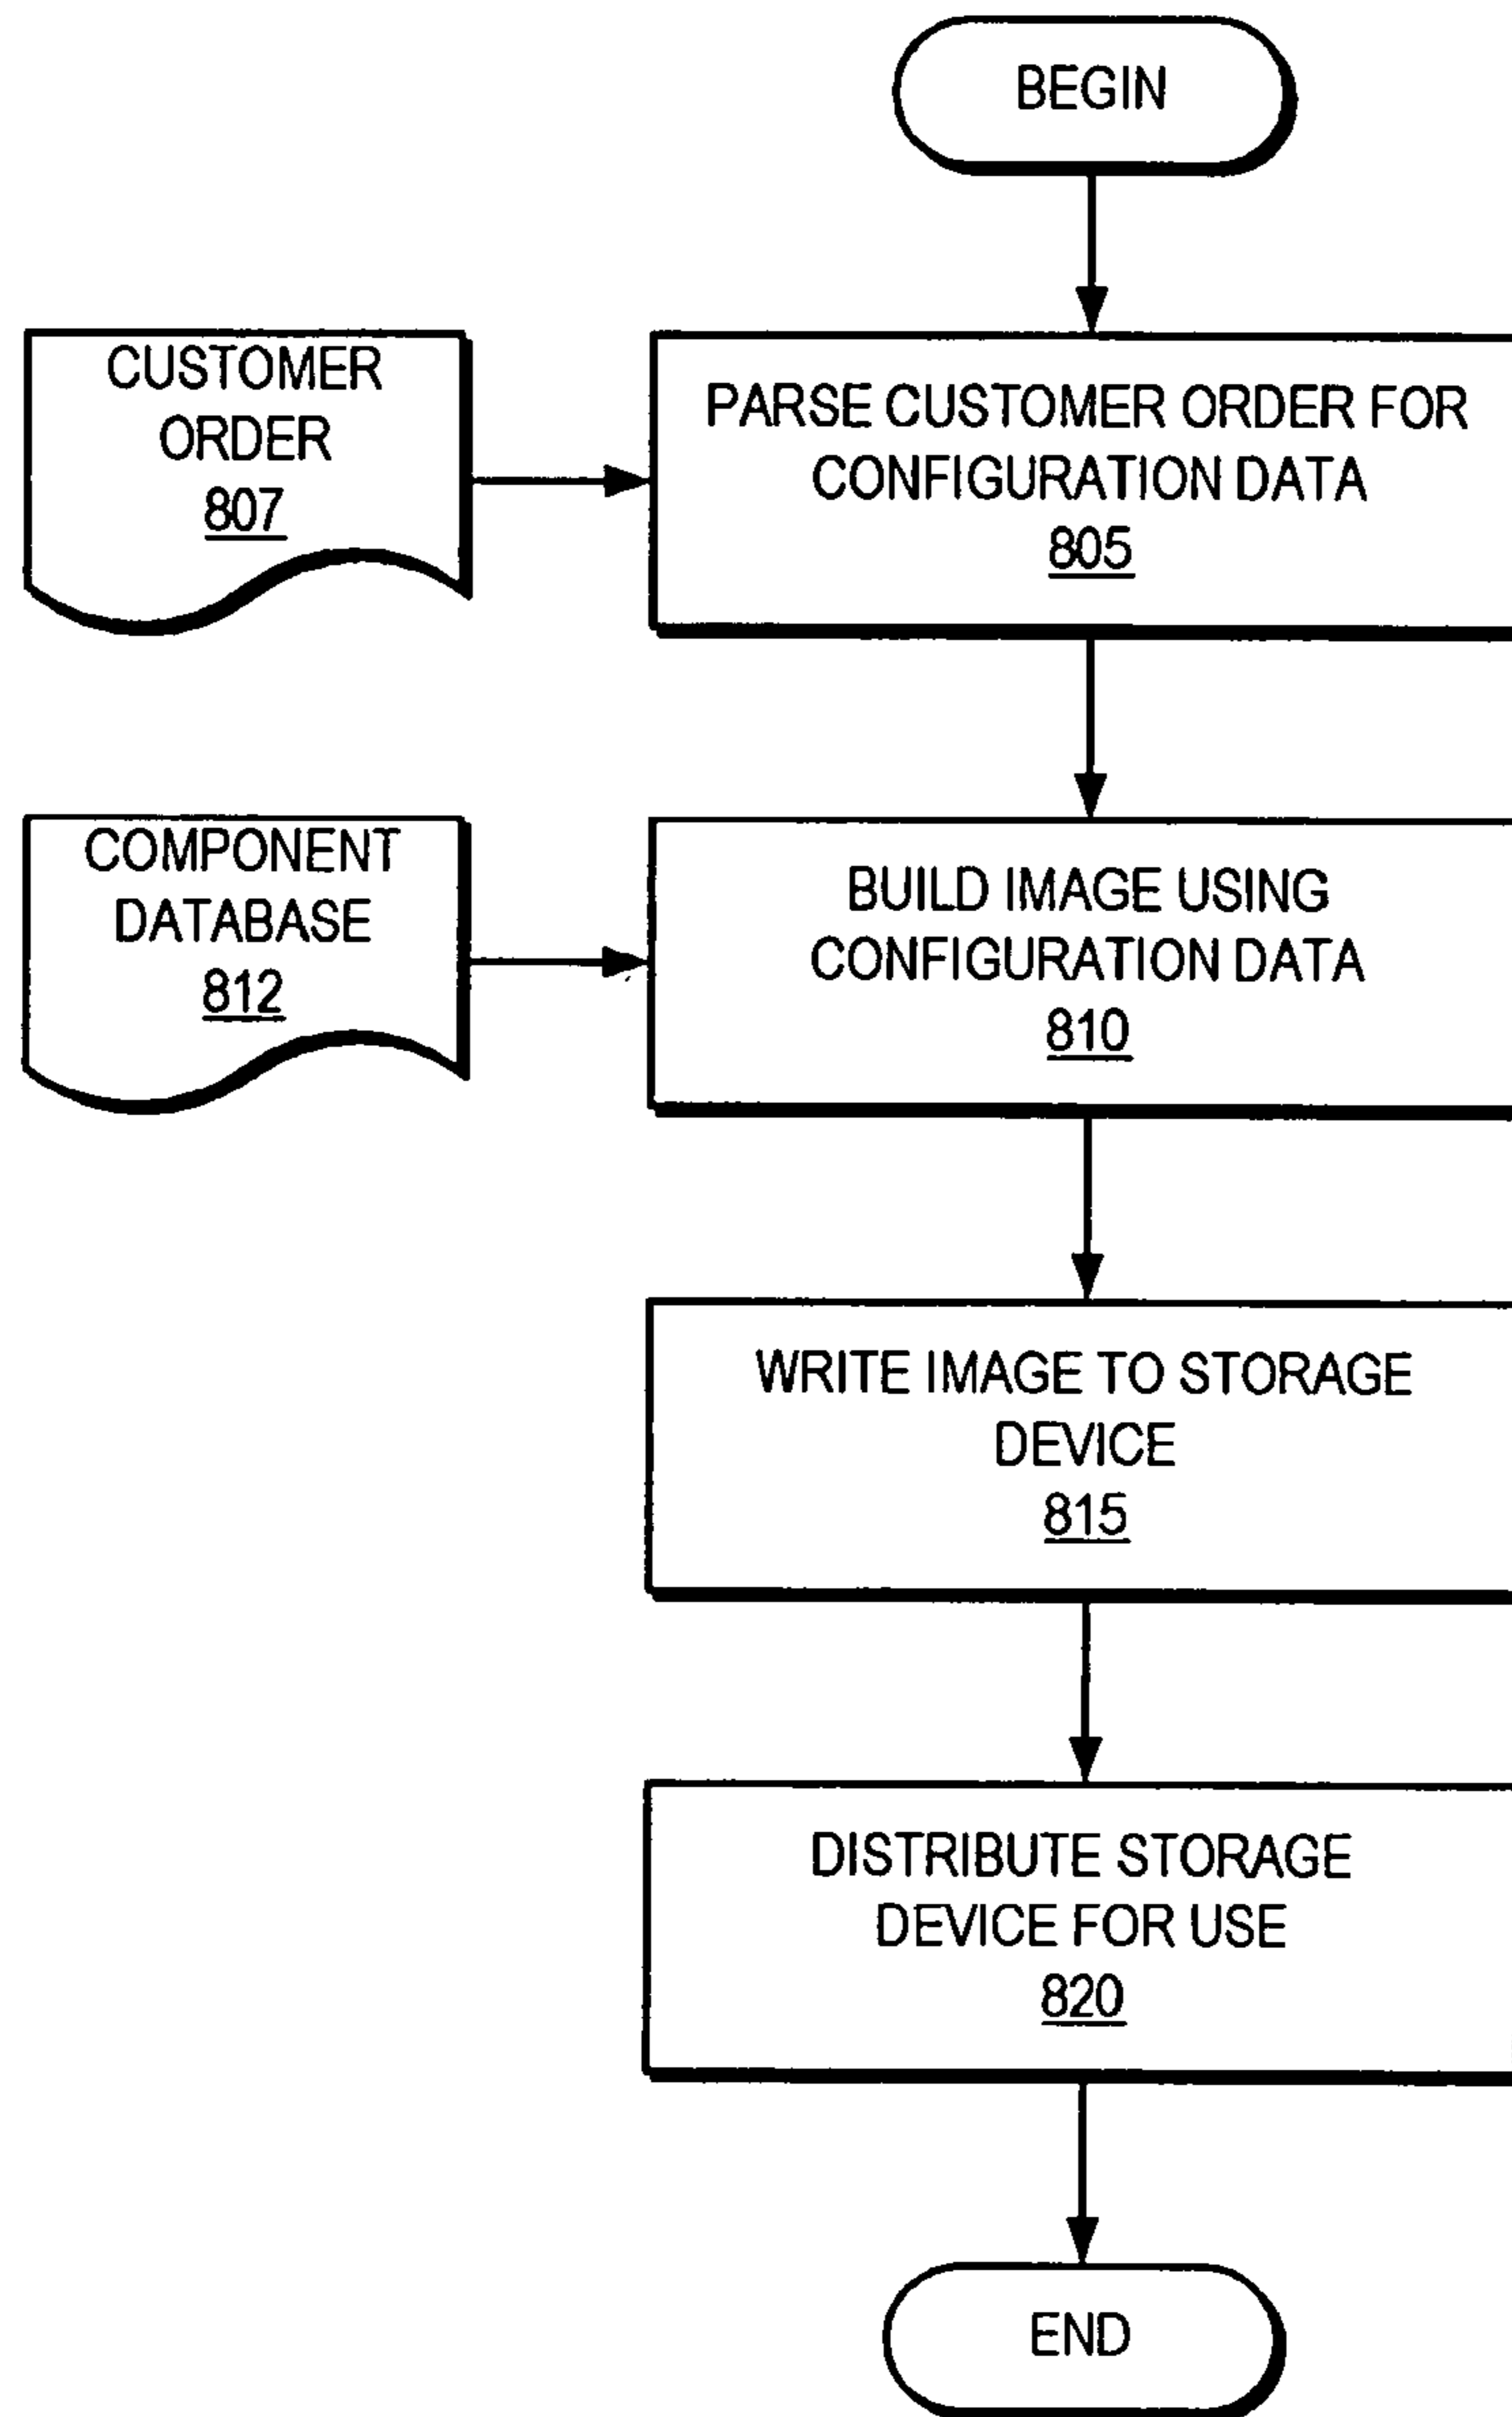 BEGIN
CUSTOMER
ORDER
807
PARSE CUSTOMER ORDER FOR
CONFIGURATION DATA
805
COMPONENT
DATABASE
812
BUILD IMAGE USING
CONFIGURATION DATA
810
WRITE IMAGE TO STORAGE
DEVICE
815
DISTRIBUTE STORAGE
DEVICE FOR USE
820
END